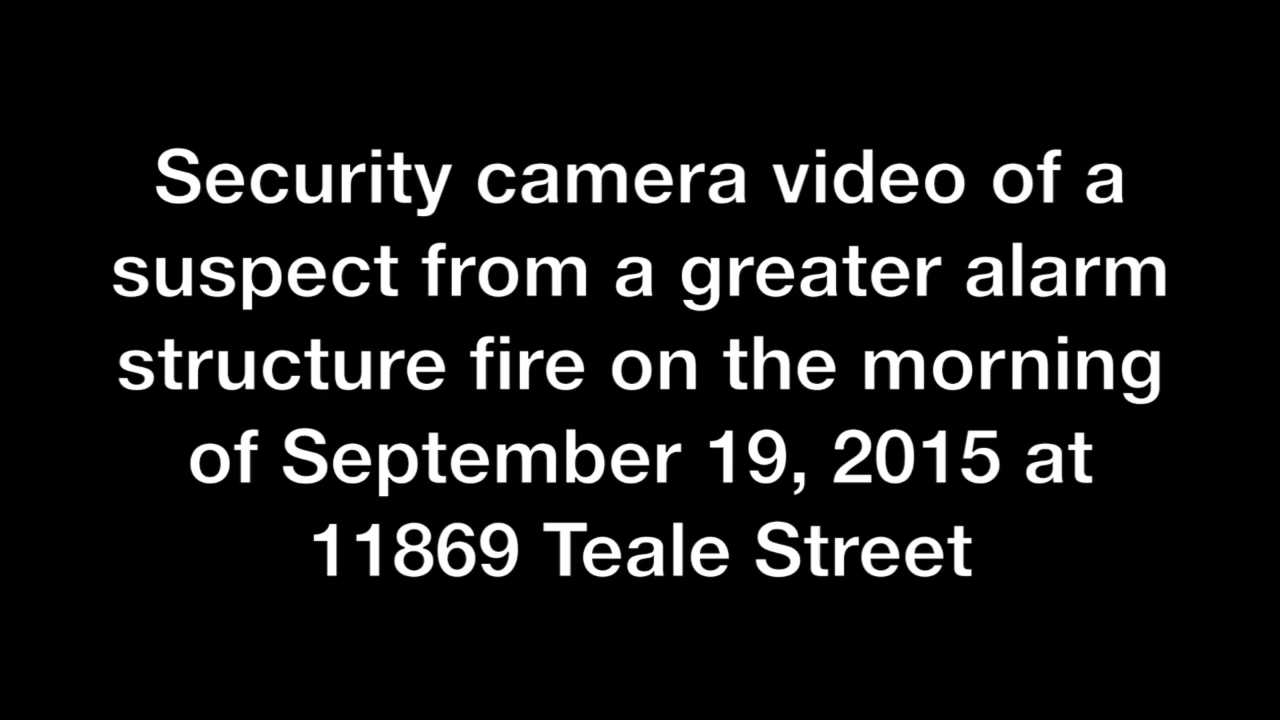 Security camera video of a
suspect from a greater alarm
structure fire on the morning
of September 19, 2015 at
11869 Teale Street